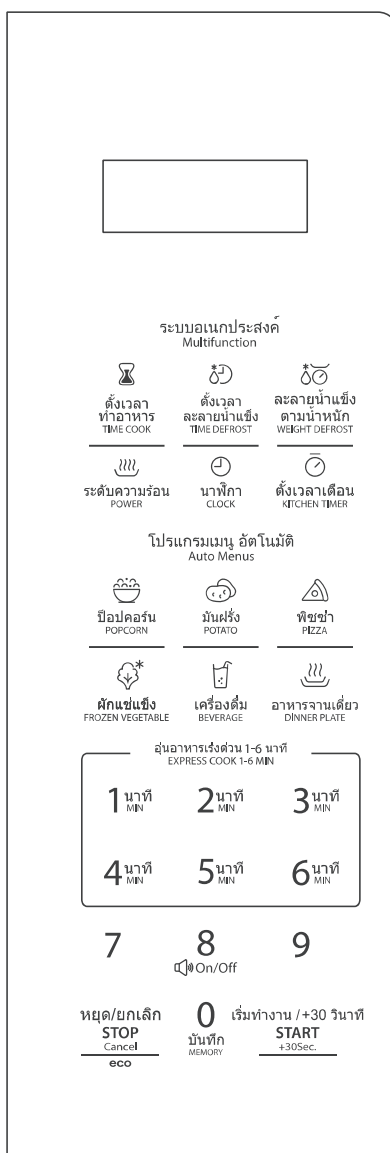 ระบบอเนกประสงค์
Multifunction
ตั้งเวลา ตั้งเวลา ละลายน้ำแข็ง
ทำอาหาร ละลายน้ำแข็ง ตามน้ำหนัก
TIME COOK TIME DEFROST WEIGHT DEFROST
ระดับความร้อน นาฬิกา ตั้งเวลาเตือน
POWER CLOCK KITCHEN TIMER
โปรแกรมเมนู อัตโนมัติ
Auto Menus
ป๊อปคอร์น มันฝรั่ง พิซซ่า
POPCORN POTATO PIZZA
ผักแช่แข็ง เครื่องดื่ม อาหารจานเดี่ยว
FROZEN VEGETABLE BEVERAGE DINNER PLATE
อุ่นอาหารเร่งด่วน 1-6 นาที
EXPRESS COOK 1-6 MIN
1 นาที 2 นาที 3 นาที
MIN MIN MIN
4 นาที 5 นาที 6 นาที
MIN MIN MIN
7 8 9
On/Off
หยุด/ยกเลิก 0 เริ่มทำงาน /+30 วินาที
STOP บันทึก START
Cancel MEMORY +30Sec.
eco